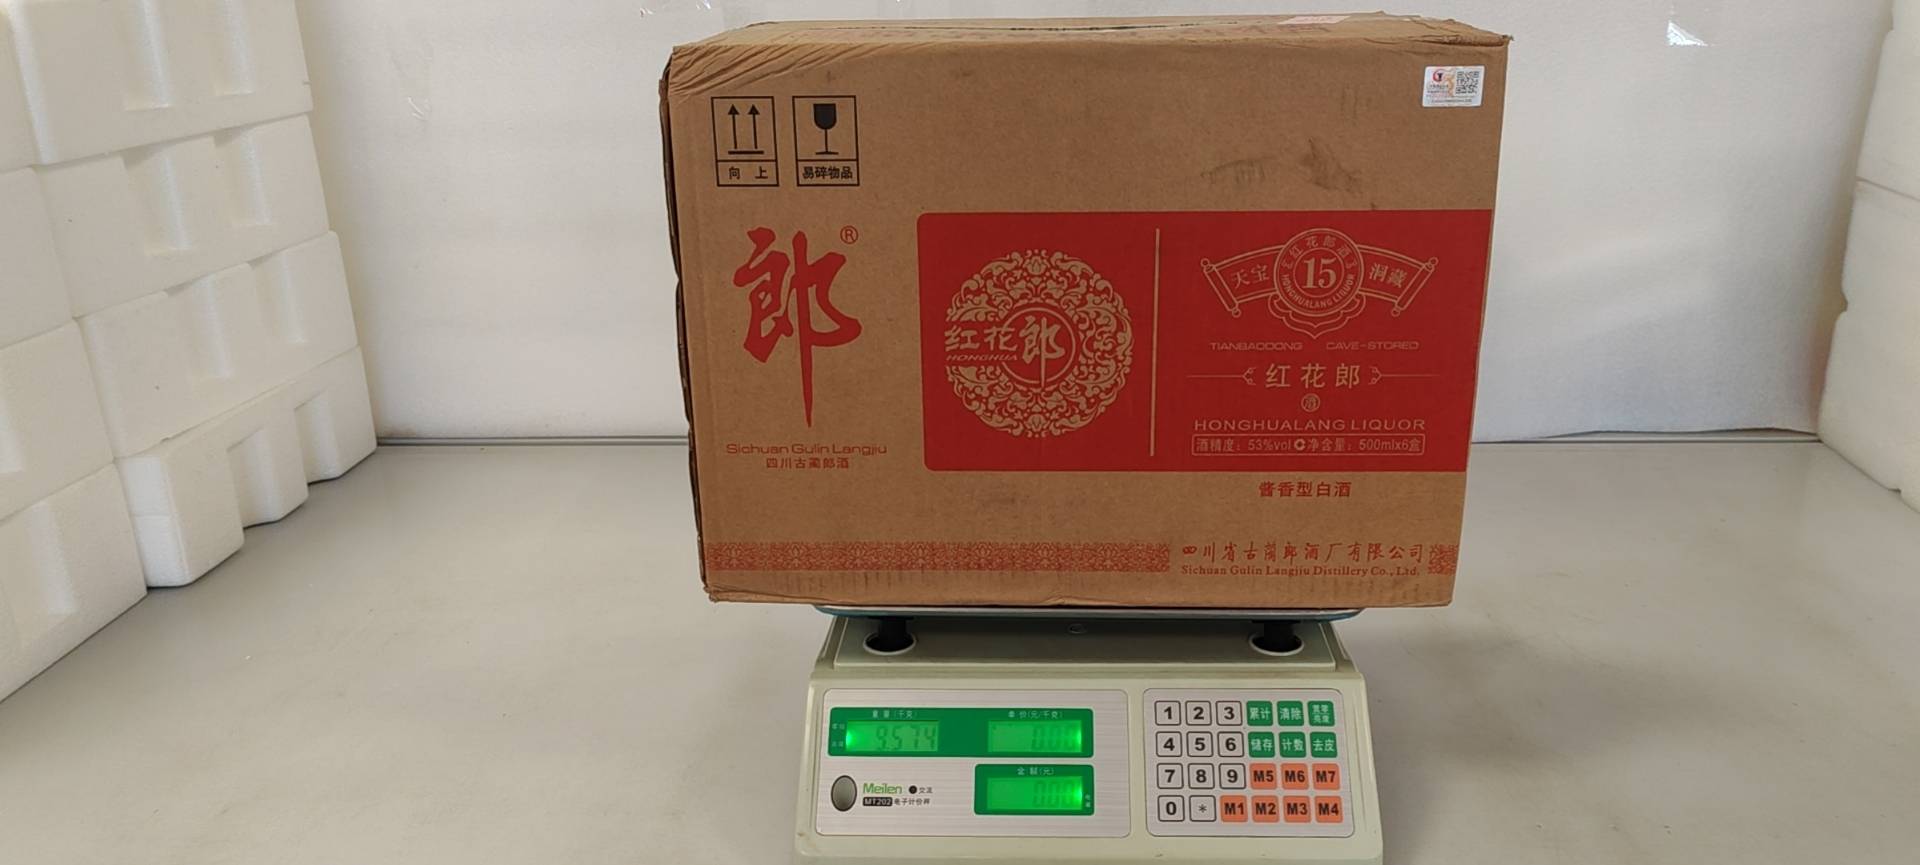 向 上
易碎物品
郎®
Sichuan Gulin Langjiu
四川古蔺郎酒
红花郎
HONGHUA
红花郎酒
天宝
15
洞藏
HONGHUALANG LIQUOR
TIANBAODONG CAVE-STORED
红花郎
酒
HONGHUALANG LIQUOR
酒精度：53%vol 净含量：500mlx6盒
酱香型白酒
四川省古蔺郎酒厂有限公司
Sichuan Gulin Langjiu Distillery Co., Ltd.
重量(千克)
单价(元/千克)
9.574
0.00
金额(元)
0.00
Meilen 交流
MT202 电子计价秤
1 2 3 累计 清除
4 5 6 储存 计数 去皮
7 8 9 M5 M6 M7
0 * M1 M2 M3 M4